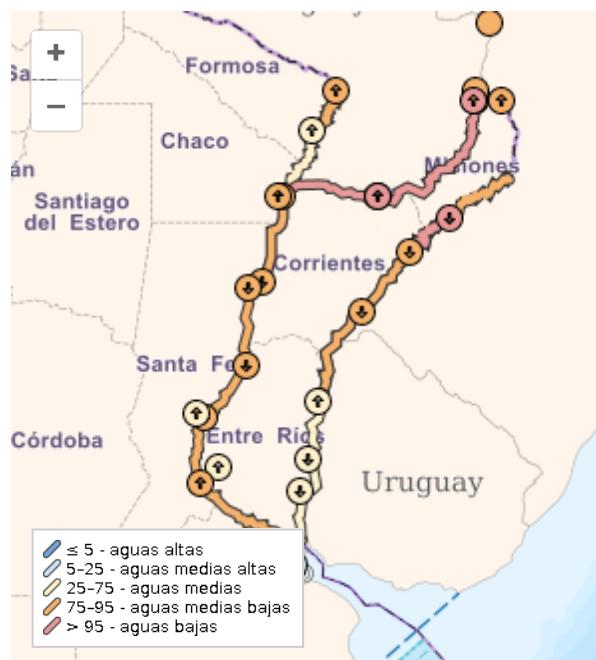 +
−
Formosa
Chaco
Misiones
Santiago
del Estero
Corrientes
Santa Fe
Entre Ríos
Córdoba
Uruguay
≤ 5 - aguas altas
5–25 - aguas medias altas
25–75 - aguas medias
75–95 - aguas medias bajas
> 95 - aguas bajas